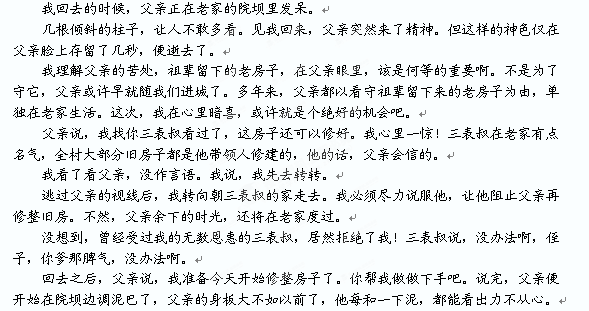 我回去的时候，父亲正在老家的院坝里发呆。
几根倾斜的柱子，让人不敢多看。见我回来，父亲突然来了精神。但这样的神色仅在
父亲脸上存留了几秒，便逝去了。
我理解父亲的苦处，祖辈留下的老房子，在父亲眼里，该是何等的重要啊。不是为了
守它，父亲或许早就随我们进城了。多年来，父亲都以看守祖辈留下来的老房子为由，单
独在老家生活。这次，我在心里暗喜，或许就是个绝好的机会吧。
父亲说，我找你三表叔看过了，这房子还可以修好。我心里一惊！三表叔在老家有点
名气，全村大部分旧房子都是他带领人修建的，他的话，父亲会信的。
我看了看父亲，没作言语。我说，我先去转转。
逃过父亲的视线后，我转向朝三表叔的家走去。我必须尽力说服他，让他阻止父亲再
修整旧房。不然，父亲余下的时光，还将在老家度过。
没想到，曾经受过我的无数恩惠的三表叔，居然拒绝了我！三表叔说，没办法啊，侄
子，你爹那脾气，没办法啊。
回去之后，父亲说，我准备今天开始修整房子了。你帮我做做下手吧。说完，父亲便
开始在院坝边调泥巴了，父亲的身板大不如以前了，他每和一下泥，都能看出力不从心。